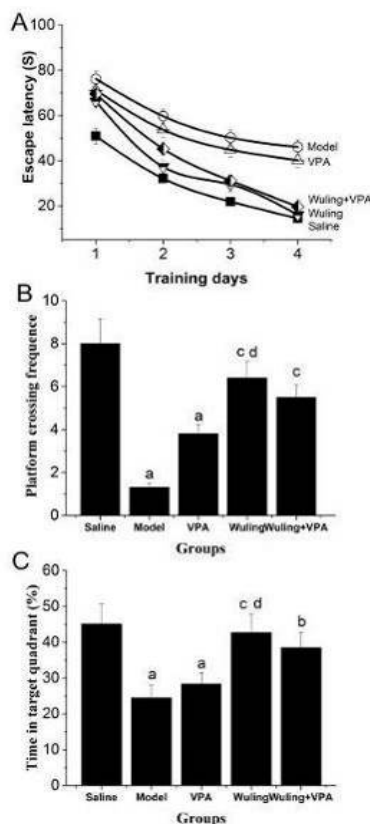 A
Escape latency (S)
100
80
60
40
20
Model
VPA
Wuling+VPA
Wuling
Saline
1 2 3 4
Training days
B
Platform crossing frequence
10
8
6
4
2
0
a
a
c d
c
Saline Model VPA Wuling Wuling+VPA
Groups
C
Time in target quadrant (%)
60
50
40
30
20
10
0
a
a
c d
b
Saline Model VPA Wuling Wuling+VPA
Groups